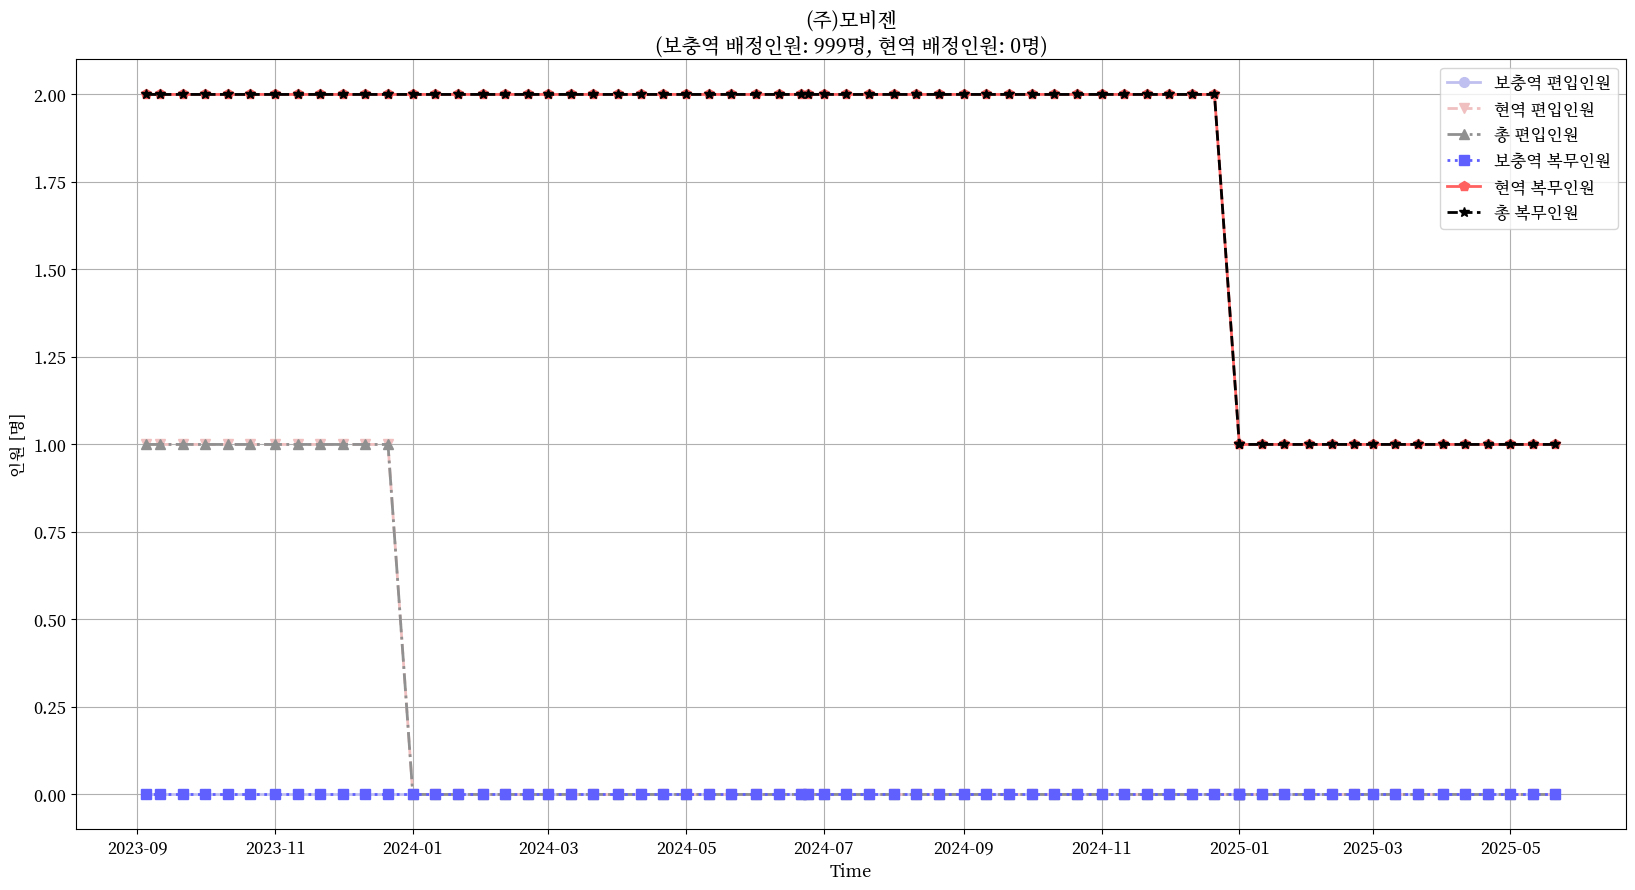 (주)모비젠
(보충역 배정인원: 999명, 현역 배정인원: 0명)
보충역 편입인원
현역 편입인원
총 편입인원
보충역 복무인원
현역 복무인원
총 복무인원
인원 [명]
2.00
1.75
1.50
1.25
1.00
0.75
0.50
0.25
0.00
2023-09
2023-11
2024-01
2024-03
2024-05
2024-07
2024-09
2024-11
2025-01
2025-03
2025-05
Time